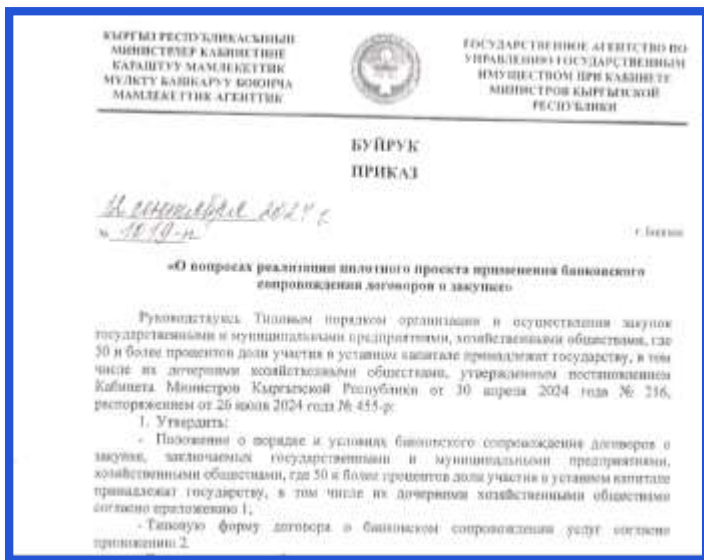 КЫРГЫЗ РЕСПУБЛИКАСЫНЫН
МИНИСТРЛЕР КАБИНЕТИНЕ
КАРАШТУУ МАМЛЕКЕТТИК
МҮЛКТҮ БАШКАРУУ БОЮНЧА
МАМЛЕКЕТТИК АГЕНТТИК
ГОСУДАРСТВЕННОЕ АГЕНТСТВО ПО
УПРАВЛЕНИЮ ГОСУДАРСТВЕННЫМ
ИМУЩЕСТВОМ ПРИ КАБИНЕТЕ
МИНИСТРОВ КЫРГЫЗСКОЙ
РЕСПУБЛИКИ
БУЙРУК
ПРИКАЗ
12 сентября 2024 г.
№ 1019-п
г. Бишкек
«О вопросах реализации пилотного проекта применения банковского
сопровождения договоров о закупке»
Руководствуясь Типовым порядком организации и осуществления закупок
государственными и муниципальными предприятиями, хозяйственными обществами, где
50 и более процентов доли участия в уставном капитале принадлежат государству, в том
числе их дочерними хозяйственными обществами, утвержденным постановлением
Кабинета Министров Кыргызской Республики от 30 апреля 2024 года № 216,
распоряжением от 26 июля 2024 года № 455-р:
1. Утвердить:
- Положение о порядке и условиях банковского сопровождения договоров о
закупке, заключаемых государственными и муниципальными предприятиями,
хозяйственными обществами, где 50 и более процентов доли участия в уставном капитале
принадлежат государству, в том числе их дочерними хозяйственными обществами
согласно приложению 1;
- Типовую форму договора о банковском сопровождении услуг согласно
приложению 2.